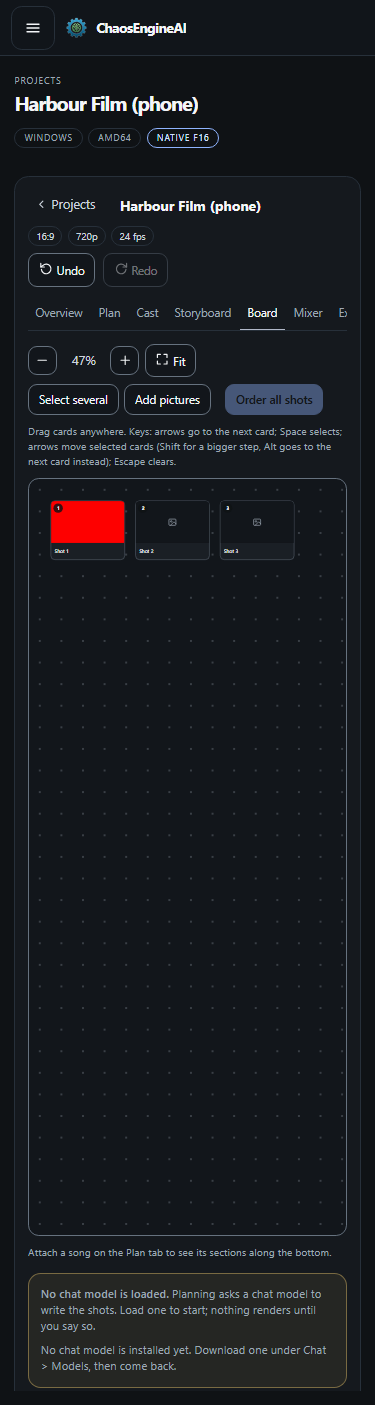 ChaosEngineAI
PROJECTS
Harbour Film (phone)
WINDOWS AMD64 NATIVE F16
Projects Harbour Film (phone)
16:9 720p 24 fps
Undo Redo
Overview Plan Cast Storyboard Board Mixer Ex
47% Fit
Select several Add pictures Order all shots
Drag cards anywhere. Keys: arrows go to the next card; Space selects;
arrows move selected cards (Shift for a bigger step, Alt goes to the
next card instead); Escape clears.
1 2 3
Shot 1 Shot 2 Shot 3
Attach a song on the Plan tab to see its sections along the bottom.
No chat model is loaded. Planning asks a chat model to
write the shots. Load one to start; nothing renders until
you say so.
No chat model is installed yet. Download one under Chat
> Models, then come back.